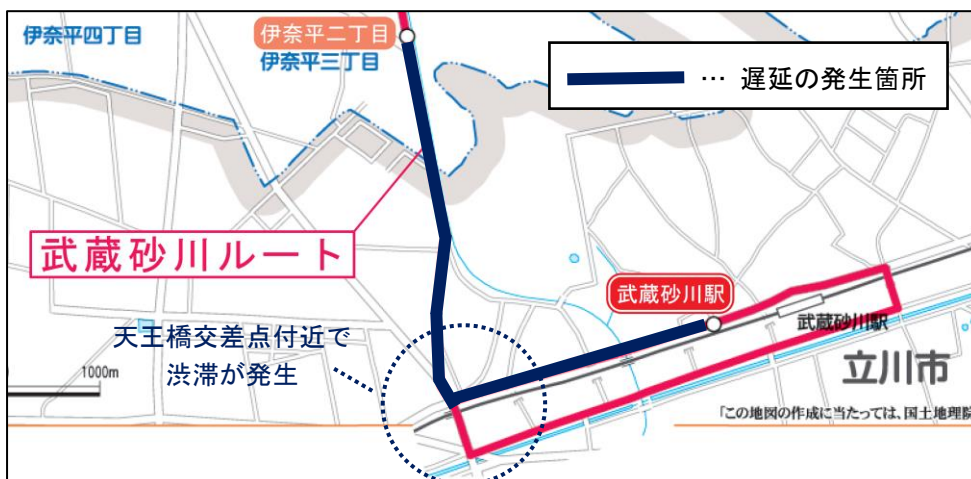 伊奈平四丁目
伊奈平二丁目
伊奈平三丁目
… 遅延の発生箇所
武蔵砂川ルート
武蔵砂川駅
武蔵砂川駅
天王橋交差点付近で
渋滞が発生
立川市
1000m
「この地図の作成に当たっては、国土地理院